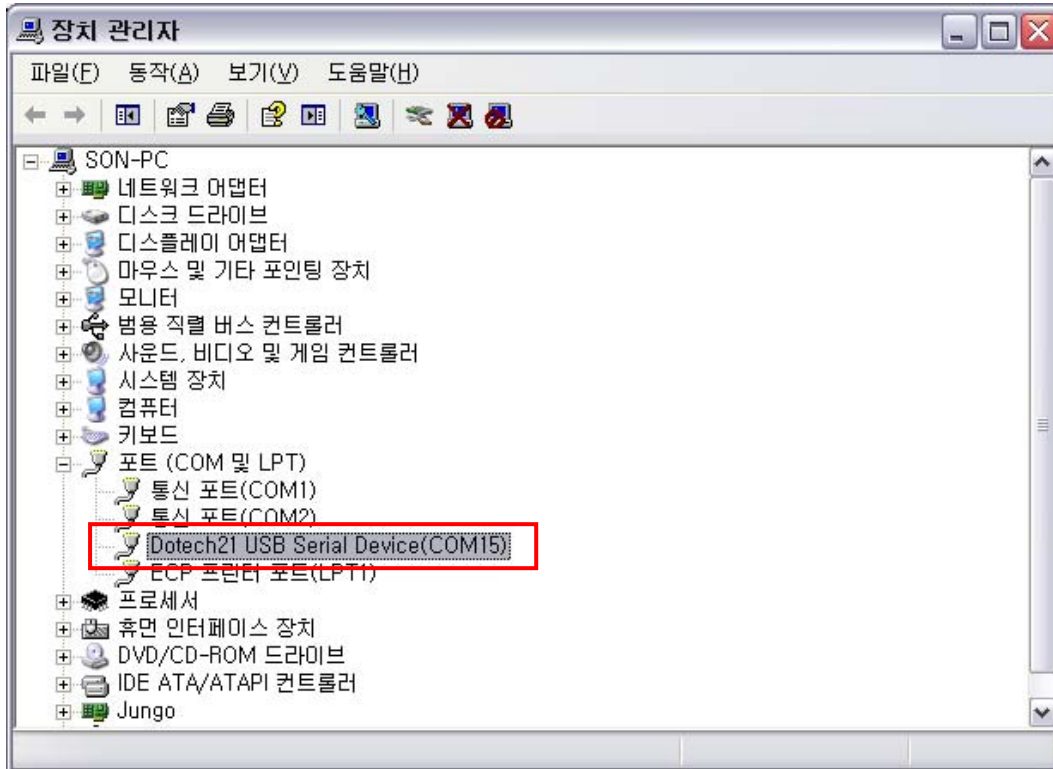 장치 관리자
파일(F) 동작(A) 보기(V) 도움말(H)
SON-PC
네트워크 어댑터
디스크 드라이브
디스플레이 어댑터
마우스 및 기타 포인팅 장치
모니터
범용 직렬 버스 컨트롤러
사운드, 비디오 및 게임 컨트롤러
시스템 장치
컴퓨터
키보드
포트 (COM 및 LPT)
통신 포트(COM1)
통신 포트(COM2)
Dotech21 USB Serial Device(COM15)
ECP 프린터 포트(LPT1)
프로세서
휴먼 인터페이스 장치
DVD/CD-ROM 드라이브
IDE ATA/ATAPI 컨트롤러
Jungo